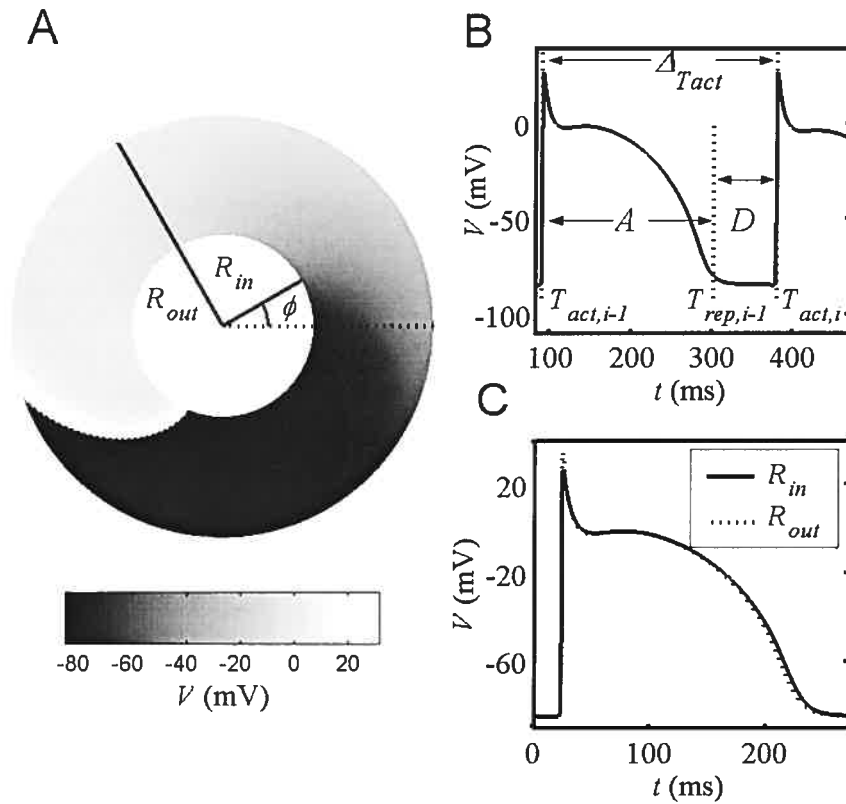 A
R_in
R_out
ϕ
-80 -60 -40 -20 0 20
V (mV)
B
Δ_Tact
0
-50
-100
V (mV)
A
D
T_act,i-1
T_rep,i-1
T_act,i
100 200 300 400
t (ms)
C
20
-20
-60
V (mV)
R_in
R_out
0 100 200
t (ms)